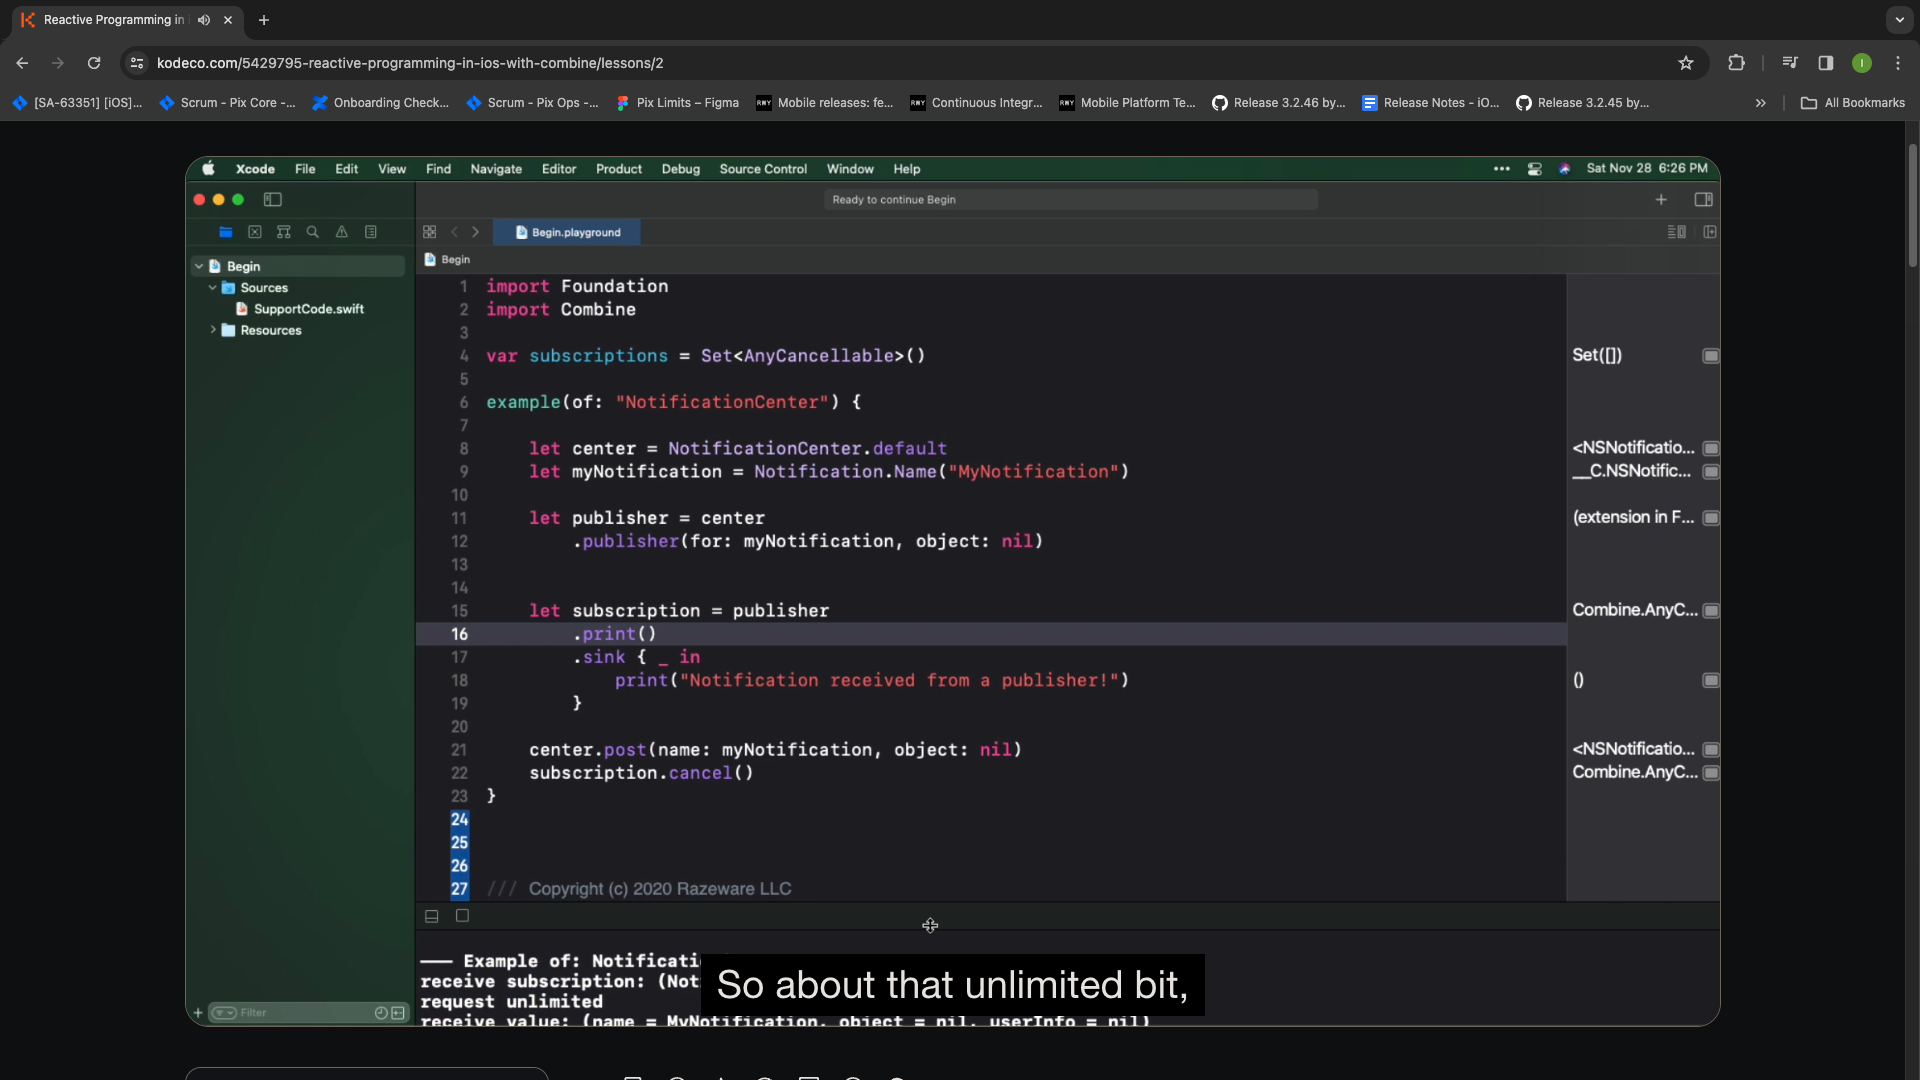 Reactive Programming in
kodeco.com/5429795-reactive-programming-in-ios-with-combine/lessons/2
[SA-63351] [iOS]...
Scrum - Pix Core -...
Onboarding Check...
Scrum - Pix Ops -...
Pix Limits – Figma
RWY Mobile releases: fe...
RWY Continuous Integr...
RWY Mobile Platform Te...
Release 3.2.46 by...
Release Notes - iO...
Release 3.2.45 by...
»
All Bookmarks
Xcode File Edit View Find Navigate Editor Product Debug Source Control Window Help
Sat Nov 28 6:26 PM
Ready to continue Begin
Begin.playground
Begin
Begin
Sources
SupportCode.swift
Resources
1 import Foundation
2 import Combine
3
4 var subscriptions = Set<AnyCancellable>() Set([])
5
6 example(of: "NotificationCenter") {
7
8 let center = NotificationCenter.default <NSNotificatio...
9 let myNotification = Notification.Name("MyNotification") __C.NSNotific...
10
11 let publisher = center (extension in F...
12 .publisher(for: myNotification, object: nil)
13
14
15 let subscription = publisher Combine.AnyC...
16 .print()
17 .sink { _ in
18 print("Notification received from a publisher!") ()
19 }
20
21 center.post(name: myNotification, object: nil) <NSNotificatio...
22 subscription.cancel() Combine.AnyC...
23 }
24
25
26
27 /// Copyright (c) 2020 Razeware LLC
——— Example of: Notificati
receive subscription: (Not
request unlimited
receive value: (name = MyNotification, object = nil, userInfo = nil)
So about that unlimited bit,
Filter